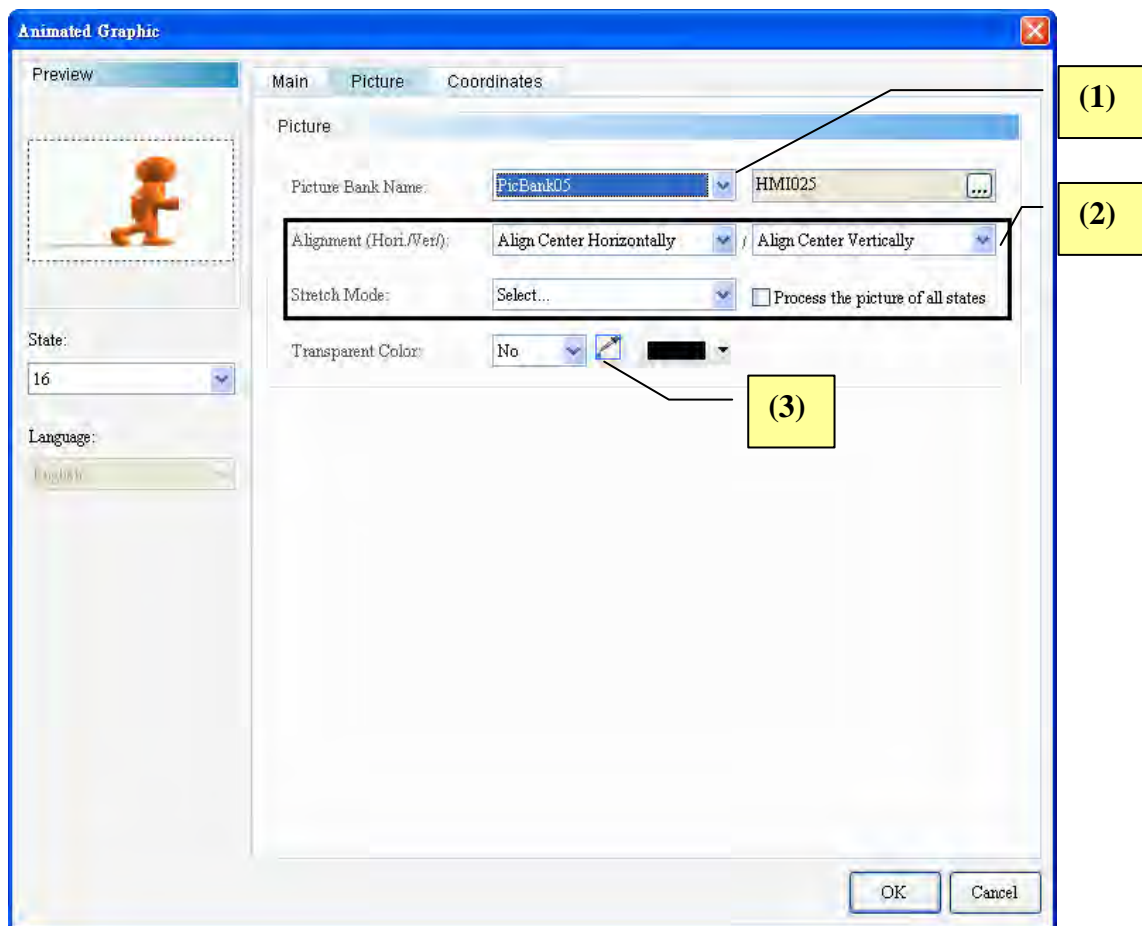 Animated Graphic
Preview
Main Picture Coordinates
(1)
Picture
Picture Bank Name: PicBank05 HMI025 ...
(2)
Alignment (Hori./Ver/): Align Center Horizontally / Align Center Vertically
Stretch Mode: Select... Process the picture of all states
State:
Transparent Color: No
16
(3)
Language:
English
OK Cancel